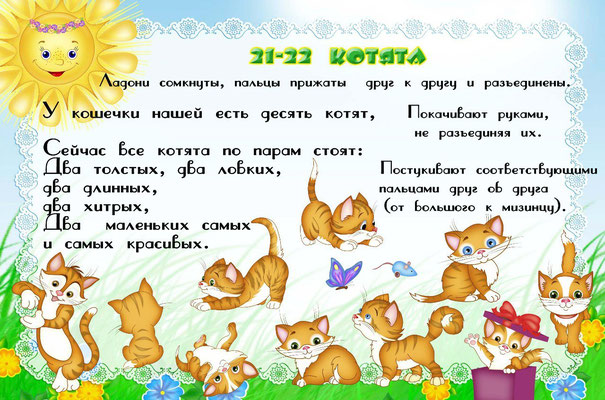 21-22 КОТЯТА
Ладони сомкнуты, пальцы прижаты друг к другу и разъединены.
У кошечки нашей есть десять котят,
Покачивают руками,
не разъединяя их.
Сейчас все котята по парам стоят:
Два толстых, два ловких,
два длинных,
два хитрых,
Два маленьких самых
и самых красивых.
Постукивают соответствующими
пальцами друг об друга
(от большого к мизинцу).